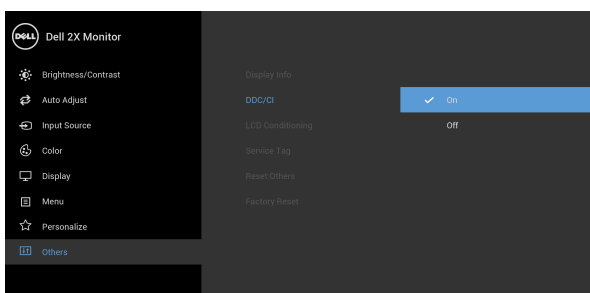 DELL Dell 2X Monitor
Brightness/Contrast
Auto Adjust
Input Source
Color
Display
Menu
Personalize
Others
Display Info
DDC/CI
LCD Conditioning
Service Tag
Reset Others
Factory Reset
On
Off